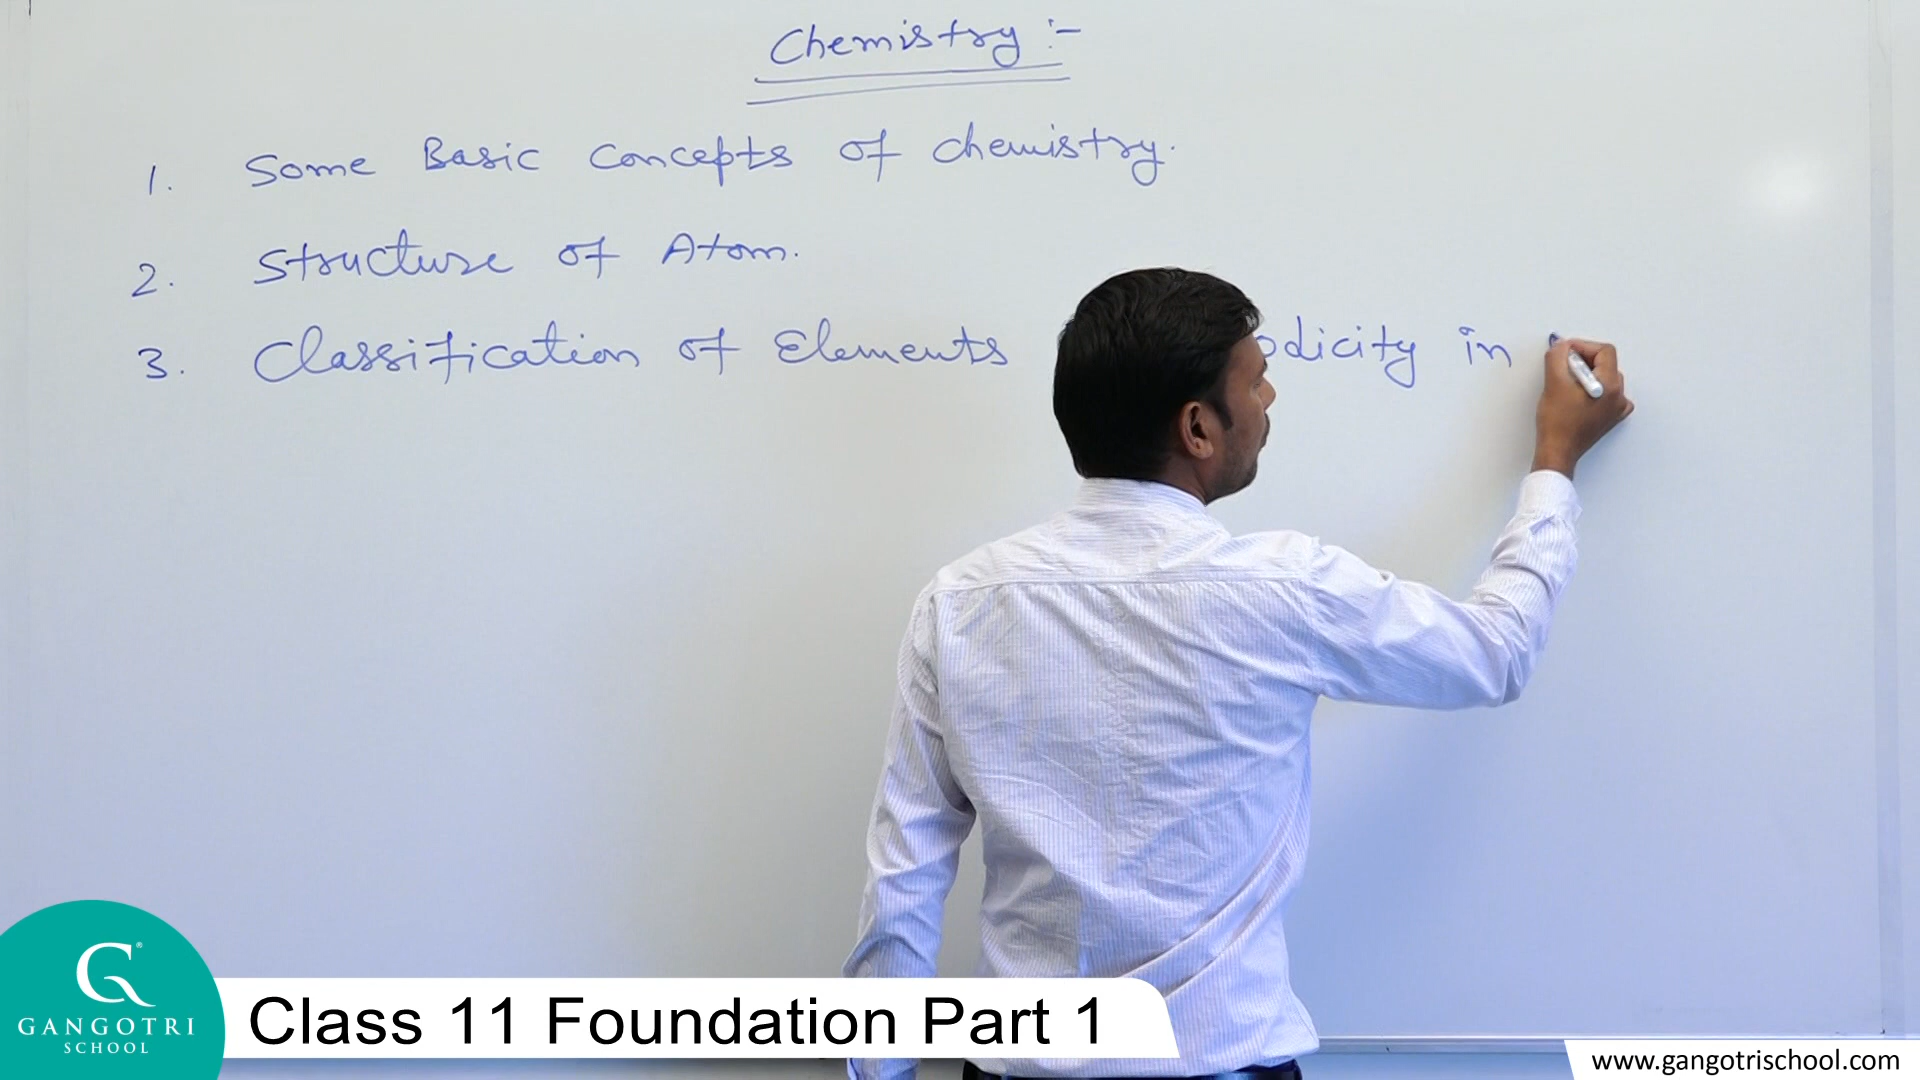 Chemistry :-
1. Some Basic Concepts of chemistry.
2. Structure of Atom.
3. Classification of Elements odicity in
G®
GANGOTRI
SCHOOL
Class 11 Foundation Part 1
www.gangotrischool.com